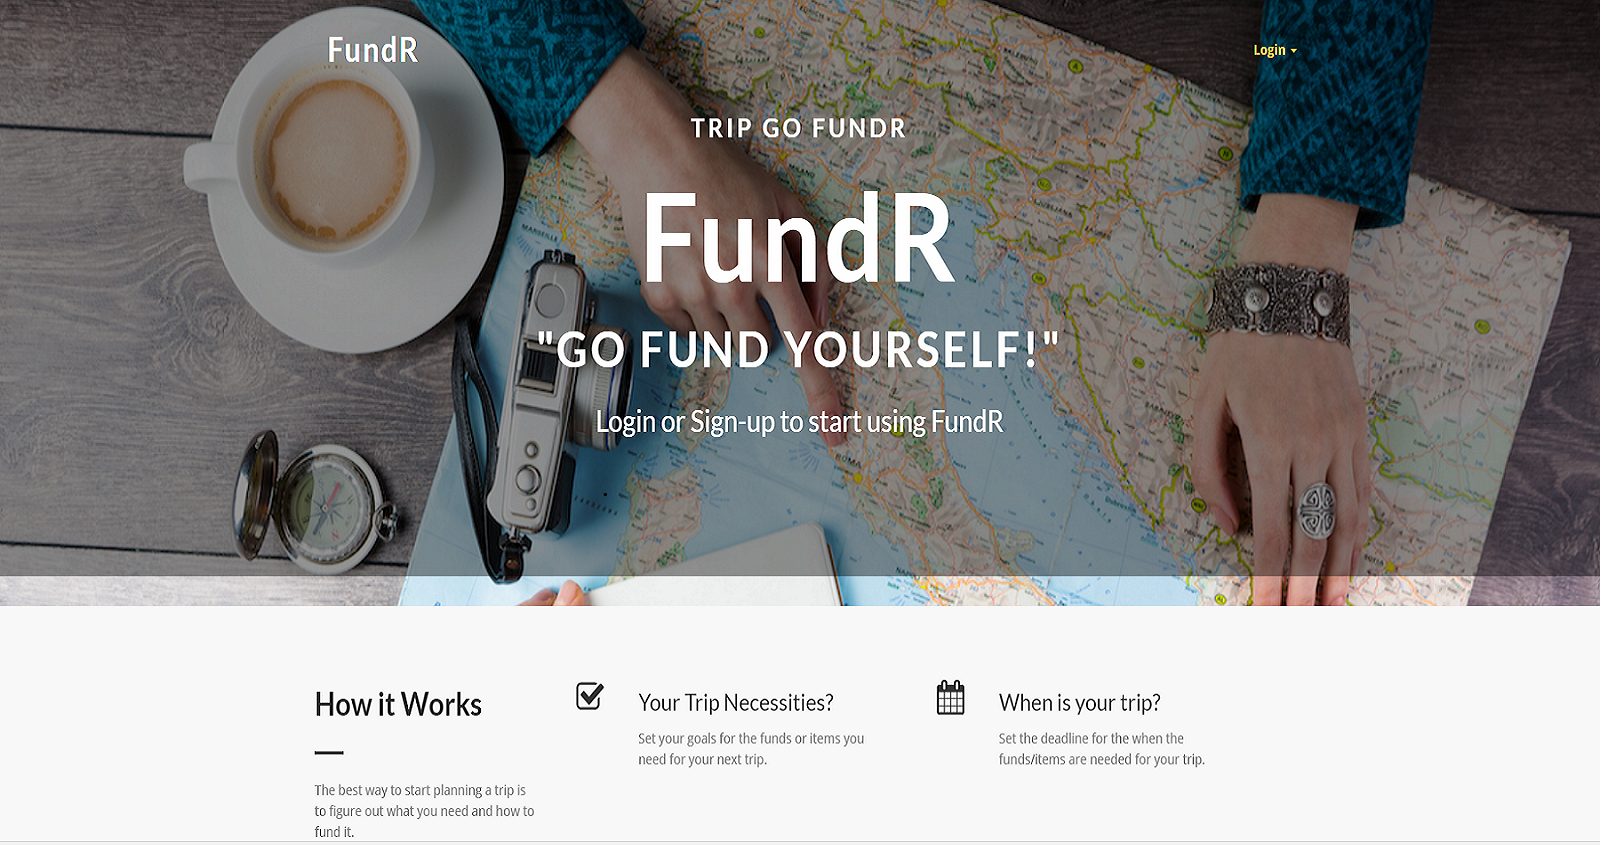 FundR
Login
TRIP GO FUNDR
FundR
"GO FUND YOURSELF!"
Login or Sign-up to start using FundR
MARSEILLE
ROMA
How it Works
The best way to start planning a trip is
to figure out what you need and how to
fund it.
Your Trip Necessities?
Set your goals for the funds or items you
need for your next trip.
When is your trip?
Set the deadline for the when the
funds/items are needed for your trip.